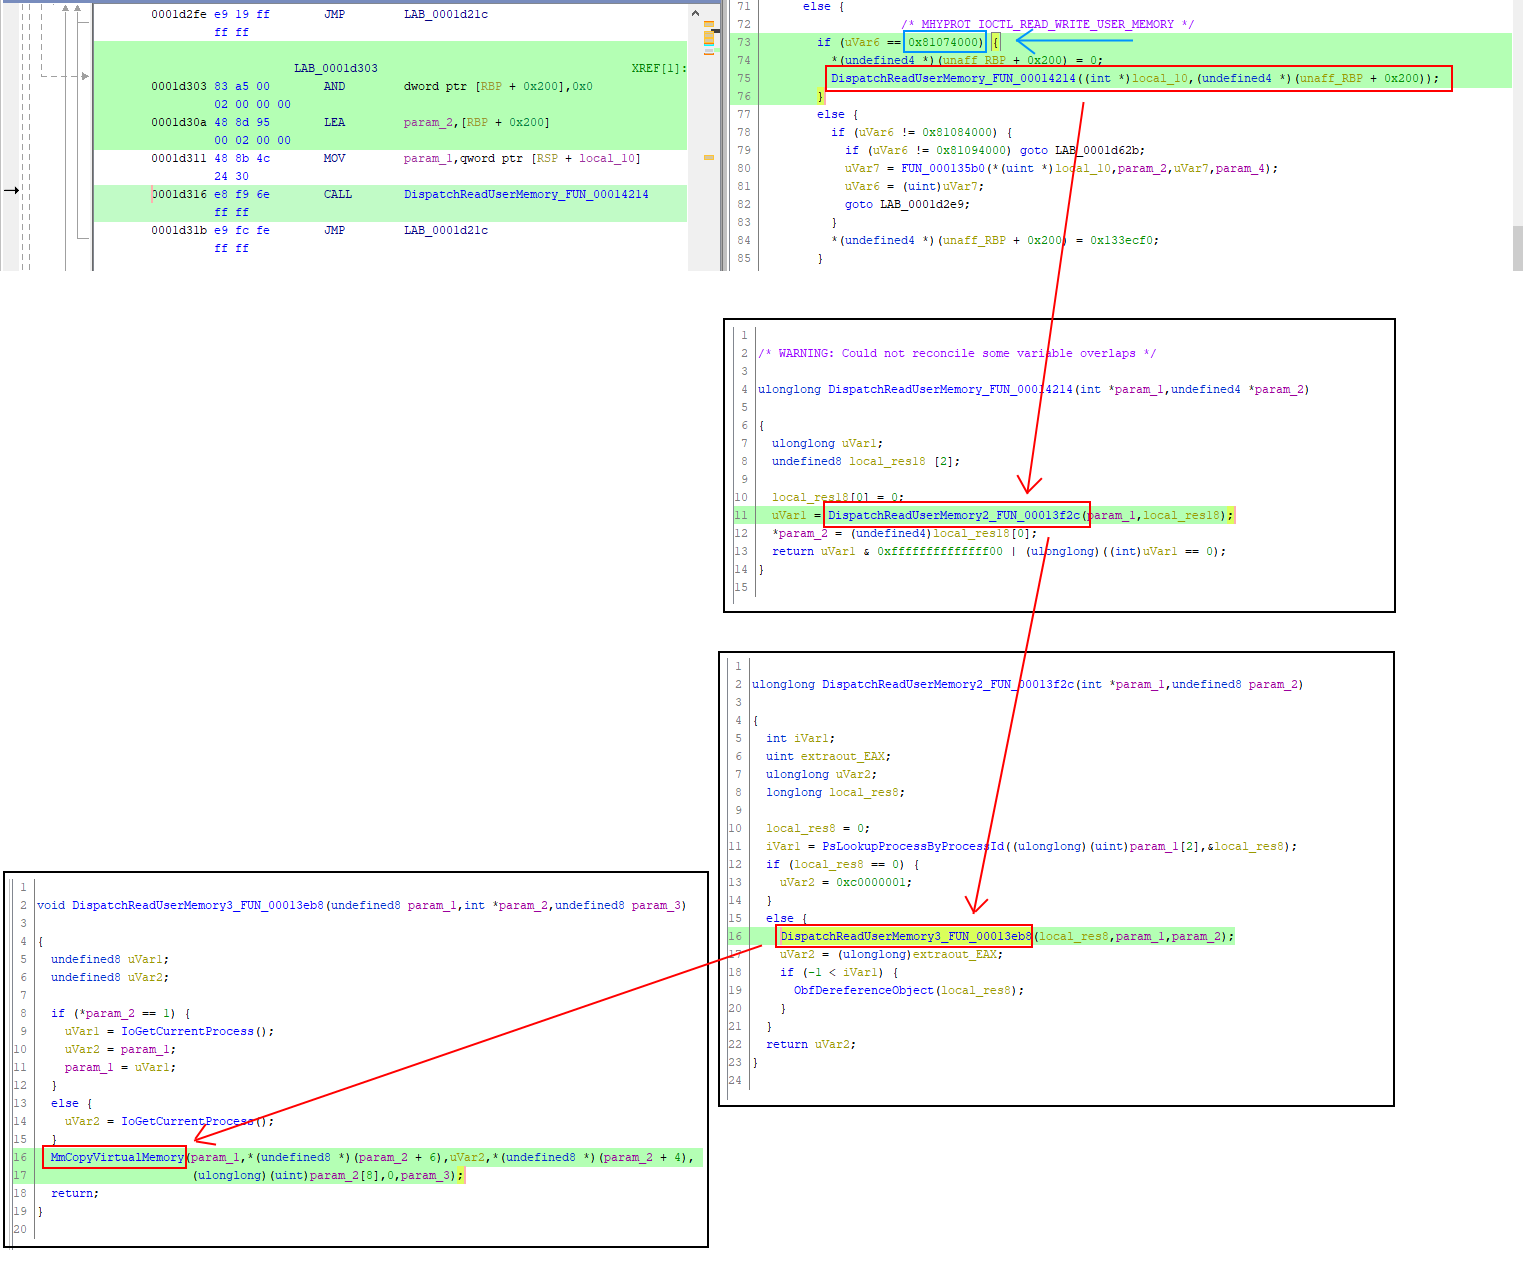 0001d2fe e9 19 ff JMP LAB_0001d21c
ff ff
LAB_0001d303 XREF[1]:
0001d303 83 a5 00 AND dword ptr [RBP + 0x200],0x0
02 00 00 00
0001d30a 48 8d 95 LEA param_2,[RBP + 0x200]
00 02 00 00
0001d311 48 8b 4c MOV param_1,qword ptr [RSP + local_10]
24 30
0001d316 e8 f9 6e CALL DispatchReadUserMemory_FUN_00014214
ff ff
0001d31b e9 fc fe JMP LAB_0001d21c
ff ff
71 else {
72 /* MHYPROT_IOCTL_READ_WRITE_USER_MEMORY */
73 if (uVar6 == 0x81074000) {
74 *(undefined4 *)(unaff_RBP + 0x200) = 0;
75 DispatchReadUserMemory_FUN_00014214((int *)local_10,(undefined4 *)(unaff_RBP + 0x200));
76 }
77 else {
78 if (uVar6 != 0x81084000) {
79 if (uVar6 != 0x81094000) goto LAB_0001d62b;
80 uVar7 = FUN_000135b0(*(uint *)local_10,param_2,uVar7,param_4);
81 uVar6 = (uint)uVar7;
82 goto LAB_0001d2e9;
83 }
84 *(undefined4 *)(unaff_RBP + 0x200) = 0x133ecf0;
85 }
1
2 /* WARNING: Could not reconcile some variable overlaps */
3
4 ulonglong DispatchReadUserMemory_FUN_00014214(int *param_1,undefined4 *param_2)
5
6 {
7 ulonglong uVar1;
8 undefined8 local_res18 [2];
9
10 local_res18[0] = 0;
11 uVar1 = DispatchReadUserMemory2_FUN_00013f2c(param_1,local_res18);
12 *param_2 = (undefined4)local_res18[0];
13 return uVar1 & 0xffffffffffffff00 | (ulonglong)((int)uVar1 == 0);
14 }
15
1
2 ulonglong DispatchReadUserMemory2_FUN_00013f2c(int *param_1,undefined8 param_2)
3
4 {
5 int iVar1;
6 uint extraout_EAX;
7 ulonglong uVar2;
8 longlong local_res8;
9
10 local_res8 = 0;
11 iVar1 = PsLookupProcessByProcessId((ulonglong)(uint)param_1[2],&local_res8);
12 if (local_res8 == 0) {
13 uVar2 = 0xc0000001;
14 }
15 else {
16 DispatchReadUserMemory3_FUN_00013eb8(local_res8,param_1,param_2);
17 uVar2 = (ulonglong)extraout_EAX;
18 if (-1 < iVar1) {
19 ObfDereferenceObject(local_res8);
20 }
21 }
22 return uVar2;
23 }
24
1
2 void DispatchReadUserMemory3_FUN_00013eb8(undefined8 param_1,int *param_2,undefined8 param_3)
3
4 {
5 undefined8 uVar1;
6 undefined8 uVar2;
7
8 if (*param_2 == 1) {
9 uVar1 = IoGetCurrentProcess();
10 uVar2 = param_1;
11 param_1 = uVar1;
12 }
13 else {
14 uVar2 = IoGetCurrentProcess();
15 }
16 MmCopyVirtualMemory(param_1,*(undefined8 *)(param_2 + 6),uVar2,*(undefined8 *)(param_2 + 4),
17 (ulonglong)(uint)param_2[8],0,param_3);
18 return;
19 }
20